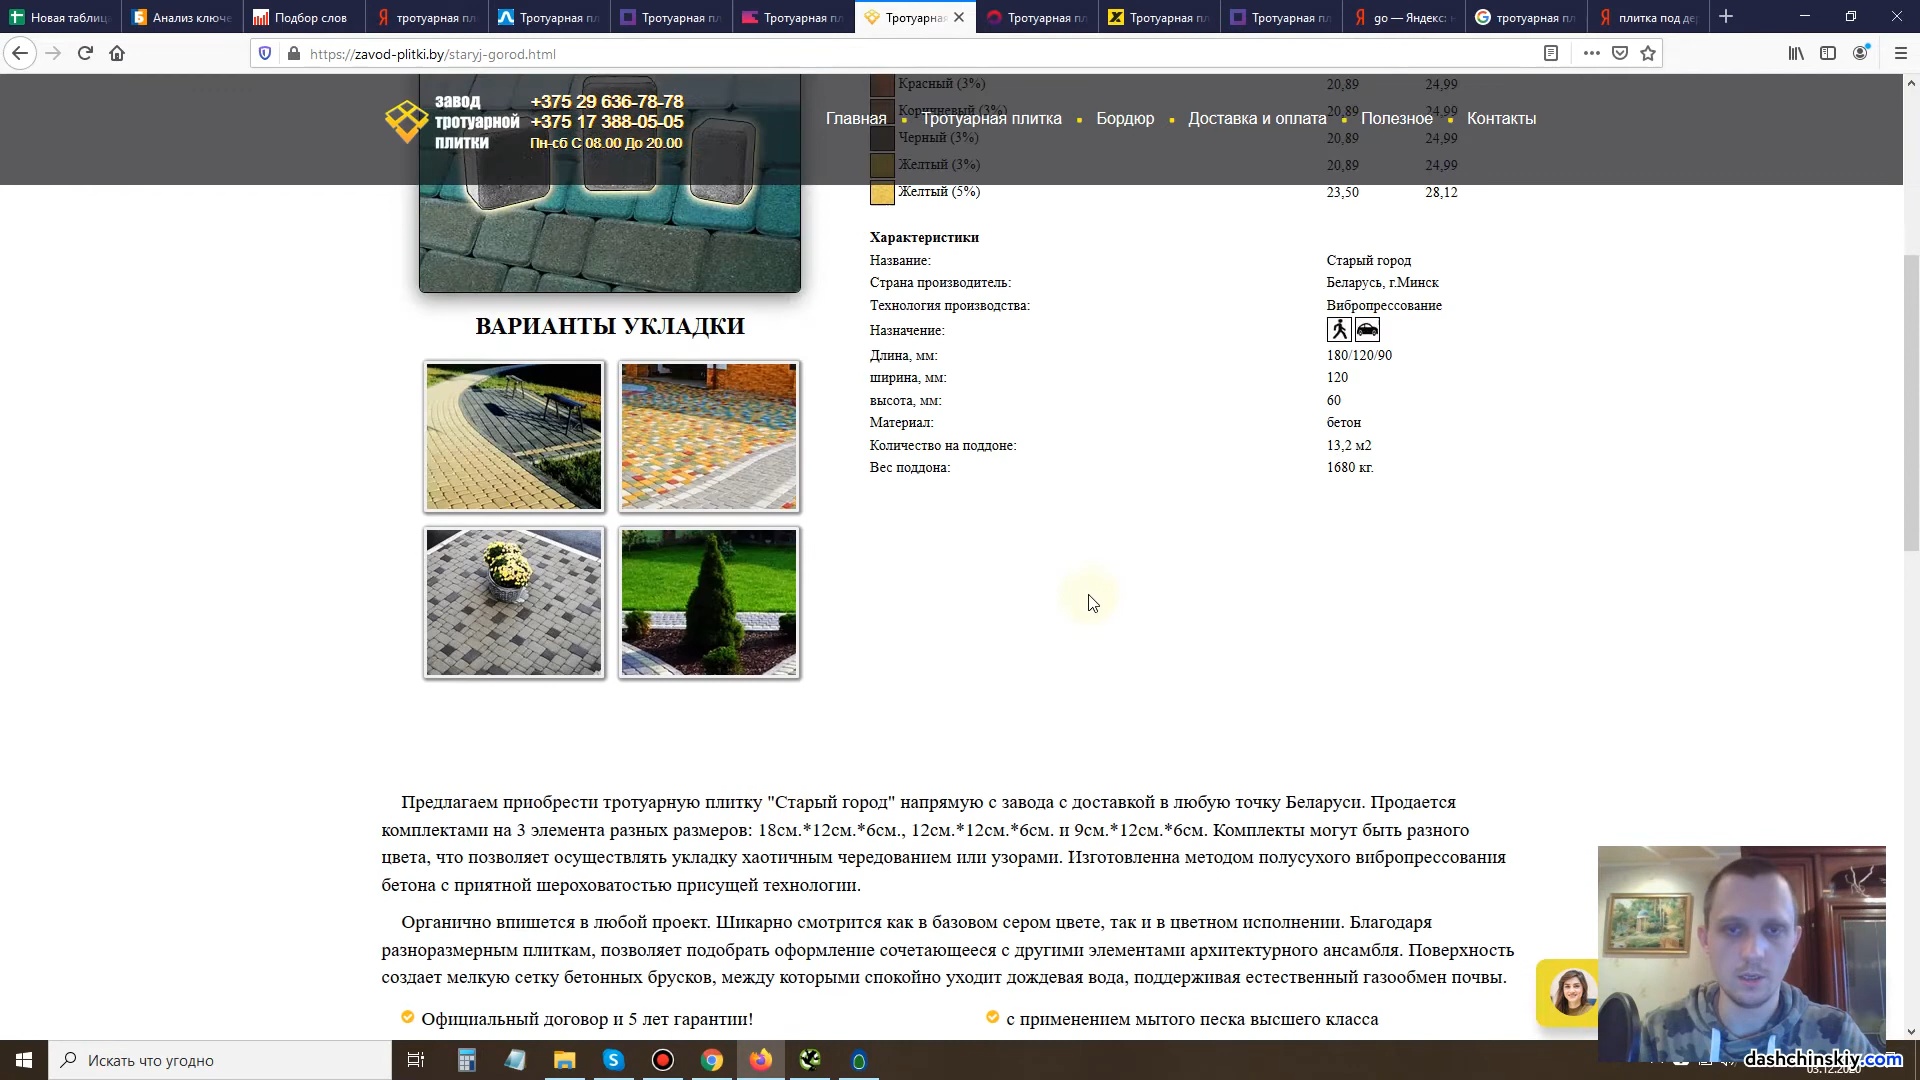 Новая таблиц
Анализ ключе
Подбор слов
тротуарная пл
Тротуарная пл
Тротуарная пл
Тротуарная пл
Тротуарна
Тротуарная пл
Тротуарная пл
Тротуарная пл
go — Яндекс: н
тротуарная пл
плитка под де
https://zavod-plitki.by/staryj-gorod.html
завод
тротуарной
плитки
+375 29 636-78-78
+375 17 388-05-05
Пн-сб С 08.00 До 20.00
Главная
Тротуарная плитка
Бордюр
Доставка и оплата
Полезное
Контакты
Красный (3%) 20,89 24,99
Коричневый (3%) 20,89 24,99
Черный (3%) 20,89 24,99
Желтый (3%) 20,89 24,99
Желтый (5%) 23,50 28,12
Характеристики
Название: Старый город
Страна производитель: Беларусь, г.Минск
Технология производства: Вибропрессование
Назначение:
Длина, мм: 180/120/90
ширина, мм: 120
высота, мм: 60
Материал: бетон
Количество на поддоне: 13,2 м2
Вес поддона: 1680 кг.
ВАРИАНТЫ УКЛАДКИ
Предлагаем приобрести тротуарную плитку "Старый город" напрямую с завода с доставкой в любую точку Беларуси. Продается
комплектами на 3 элемента разных размеров: 18см.*12см.*6см., 12см.*12см.*6см. и 9см.*12см.*6см. Комплекты могут быть разного
цвета, что позволяет осуществлять укладку хаотичным чередованием или узорами. Изготовленна методом полусухого вибропрессования
бетона с приятной шероховатостью присущей технологии.
Органично впишется в любой проект. Шикарно смотрится как в базовом сером цвете, так и в цветном исполнении. Благодаря
разноразмерным плиткам, позволяет подобрать оформление сочетающееся с другими элементами архитектурного ансамбля. Поверхность
создает мелкую сетку бетонных брусков, между которыми спокойно уходит дождевая вода, поддерживая естественный газообмен почвы.
Официальный договор и 5 лет гарантии!
с применением мытого песка высшего класса
Искать что угодно
dashchinskiy.com
03.12.2020